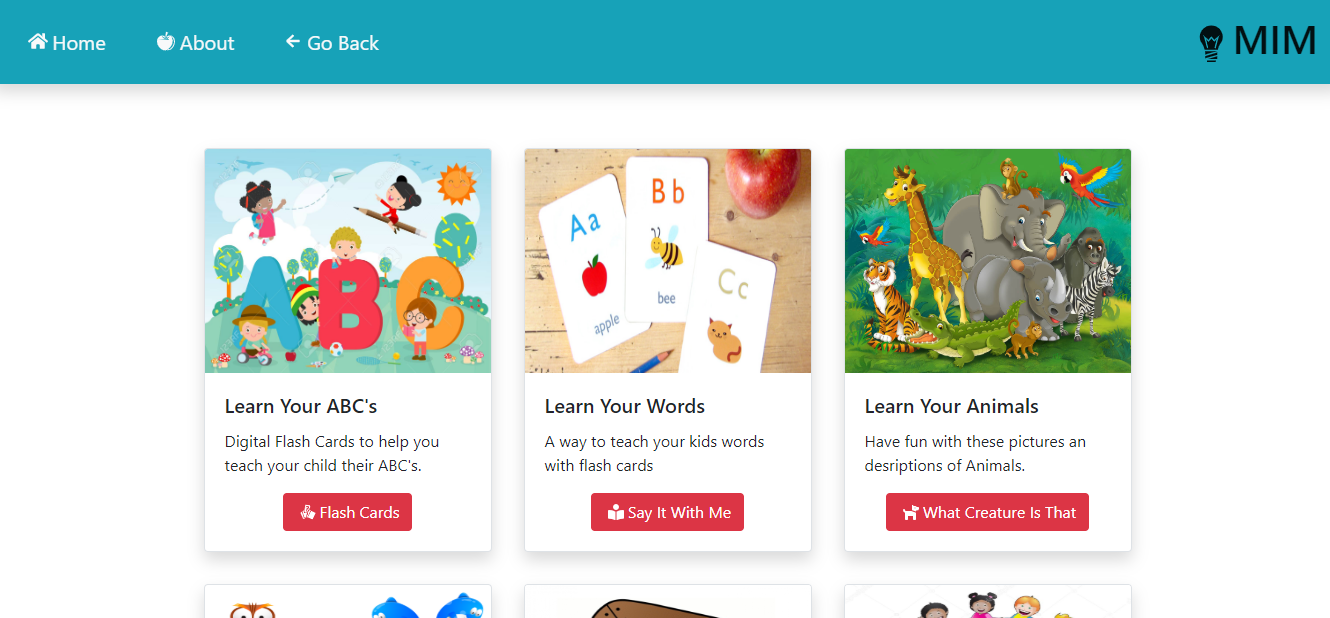 Home About Go Back MIM
ABC
Aa
apple
Bb
bee
Cc
Learn Your ABC's
Digital Flash Cards to help you
teach your child their ABC's.
Flash Cards
Learn Your Words
A way to teach your kids words
with flash cards
Say It With Me
Learn Your Animals
Have fun with these pictures an
desriptions of Animals.
What Creature Is That